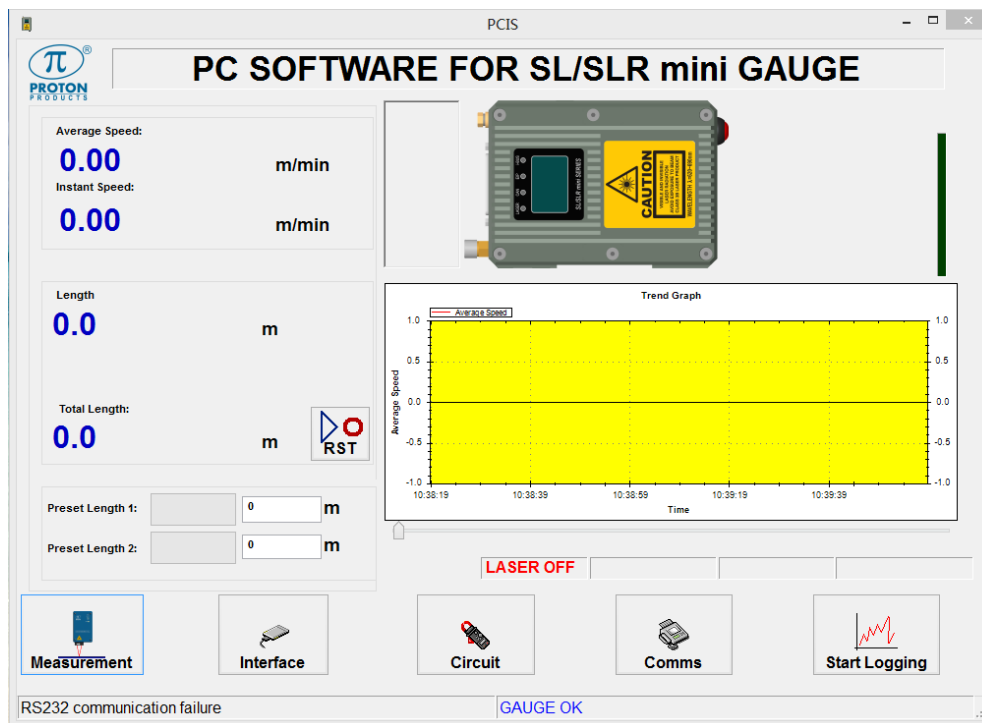 PCIS
π®
PROTON
PRODUCTS
PC SOFTWARE FOR SL/SLR mini GAUGE
Average Speed:
0.00 m/min
Instant Speed:
0.00 m/min
Length
0.0 m
Total Length:
0.0 m
RST
Preset Length 1: 0 m
Preset Length 2: 0 m
SL/SLR mini SERIES
CAUTION
Trend Graph
Average Speed
1.0 1.0
0.5 0.5
0.0 0.0
-0.5 -0.5
-1.0 -1.0
Average Speed
10:38:19 10:38:39 10:38:59 10:39:19 10:39:39
Time
LASER OFF
Measurement Interface Circuit Comms Start Logging
RS232 communication failure GAUGE OK